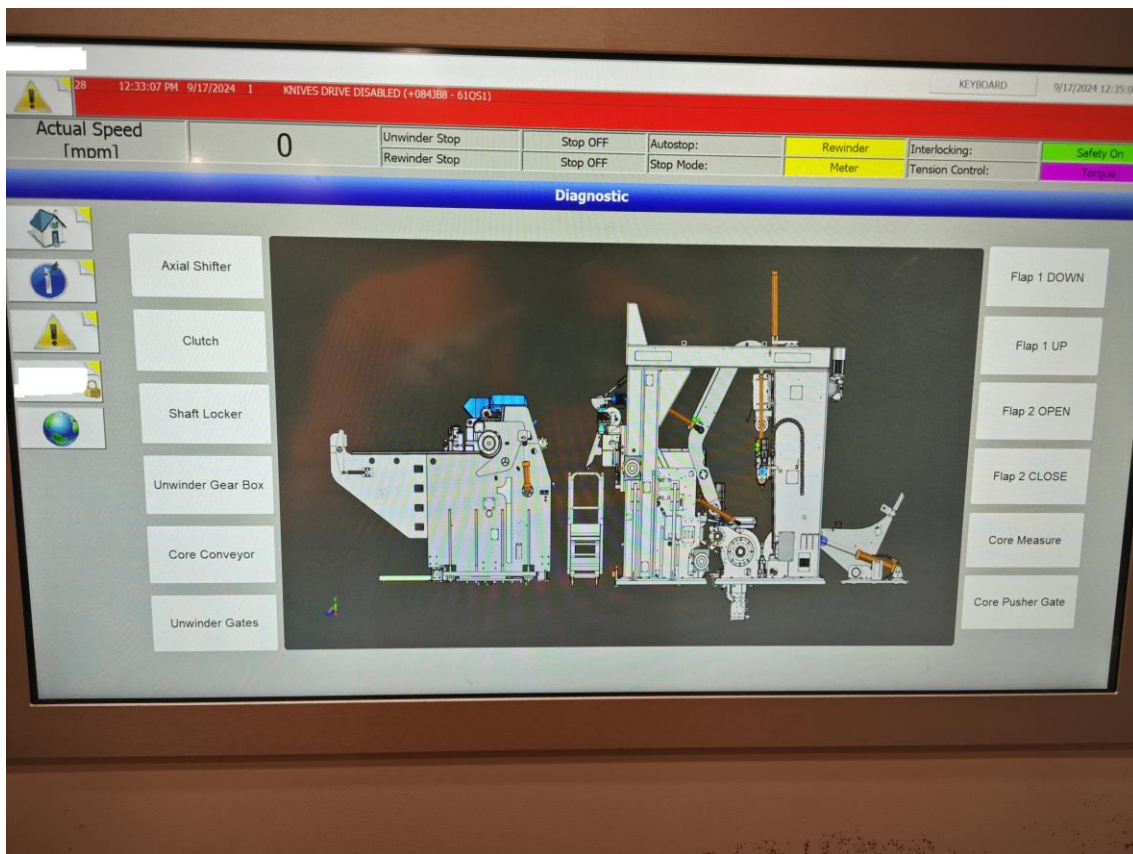 KEYBOARD
9/17/2024 12:35:0
28 12:33:07 PM 9/17/2024 I KNIVES DRIVE DISABLED (+084JB8 - 61QS1)
Actual Speed
[mpm]
0
Unwinder Stop
Stop OFF
Autostop:
Rewinder
Interlocking:
Safety On
Rewinder Stop
Stop OFF
Stop Mode:
Meter
Tension Control:
Torque
Diagnostic
Axial Shifter
Clutch
Shaft Locker
Unwinder Gear Box
Core Conveyor
Unwinder Gates
Flap 1 DOWN
Flap 1 UP
Flap 2 OPEN
Flap 2 CLOSE
Core Measure
Core Pusher Gate